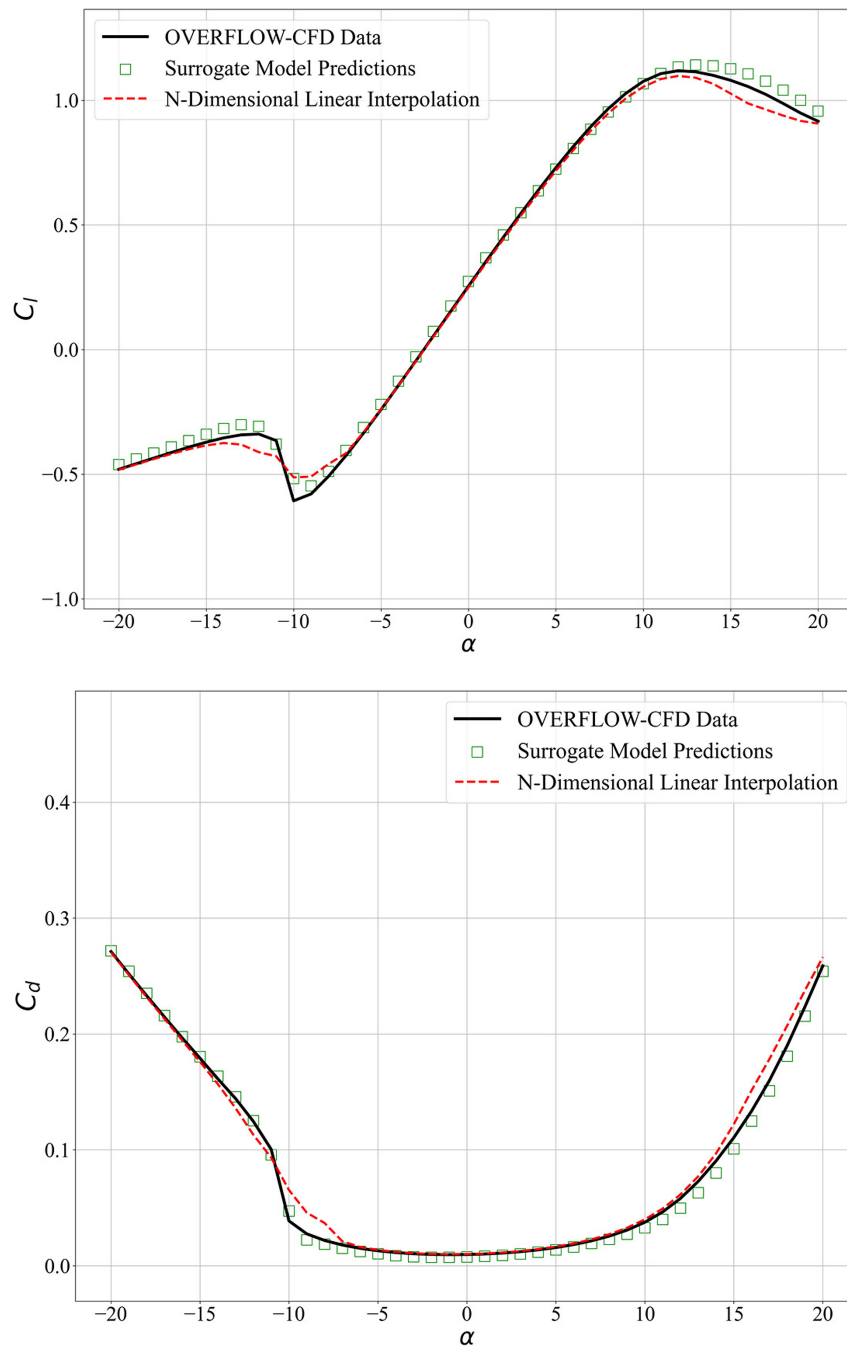 OVERFLOW-CFD Data
Surrogate Model Predictions
N-Dimensional Linear Interpolation
1.0
0.5
0.0
−0.5
−1.0
C_l
−20 −15 −10 −5 0 5 10 15 20
α
OVERFLOW-CFD Data
Surrogate Model Predictions
N-Dimensional Linear Interpolation
0.4
0.3
0.2
0.1
0.0
C_d
−20 −15 −10 −5 0 5 10 15 20
α